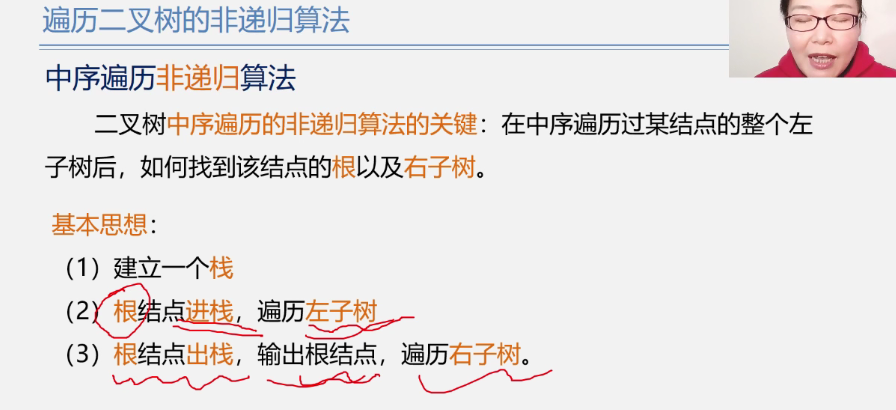 遍历二叉树的非递归算法
中序遍历非递归算法
二叉树中序遍历的非递归算法的关键：在中序遍历过某结点的整个左
子树后，如何找到该结点的根以及右子树。
基本思想：
（1）建立一个栈
（2）根结点进栈，遍历左子树
（3）根结点出栈，输出根结点，遍历右子树。